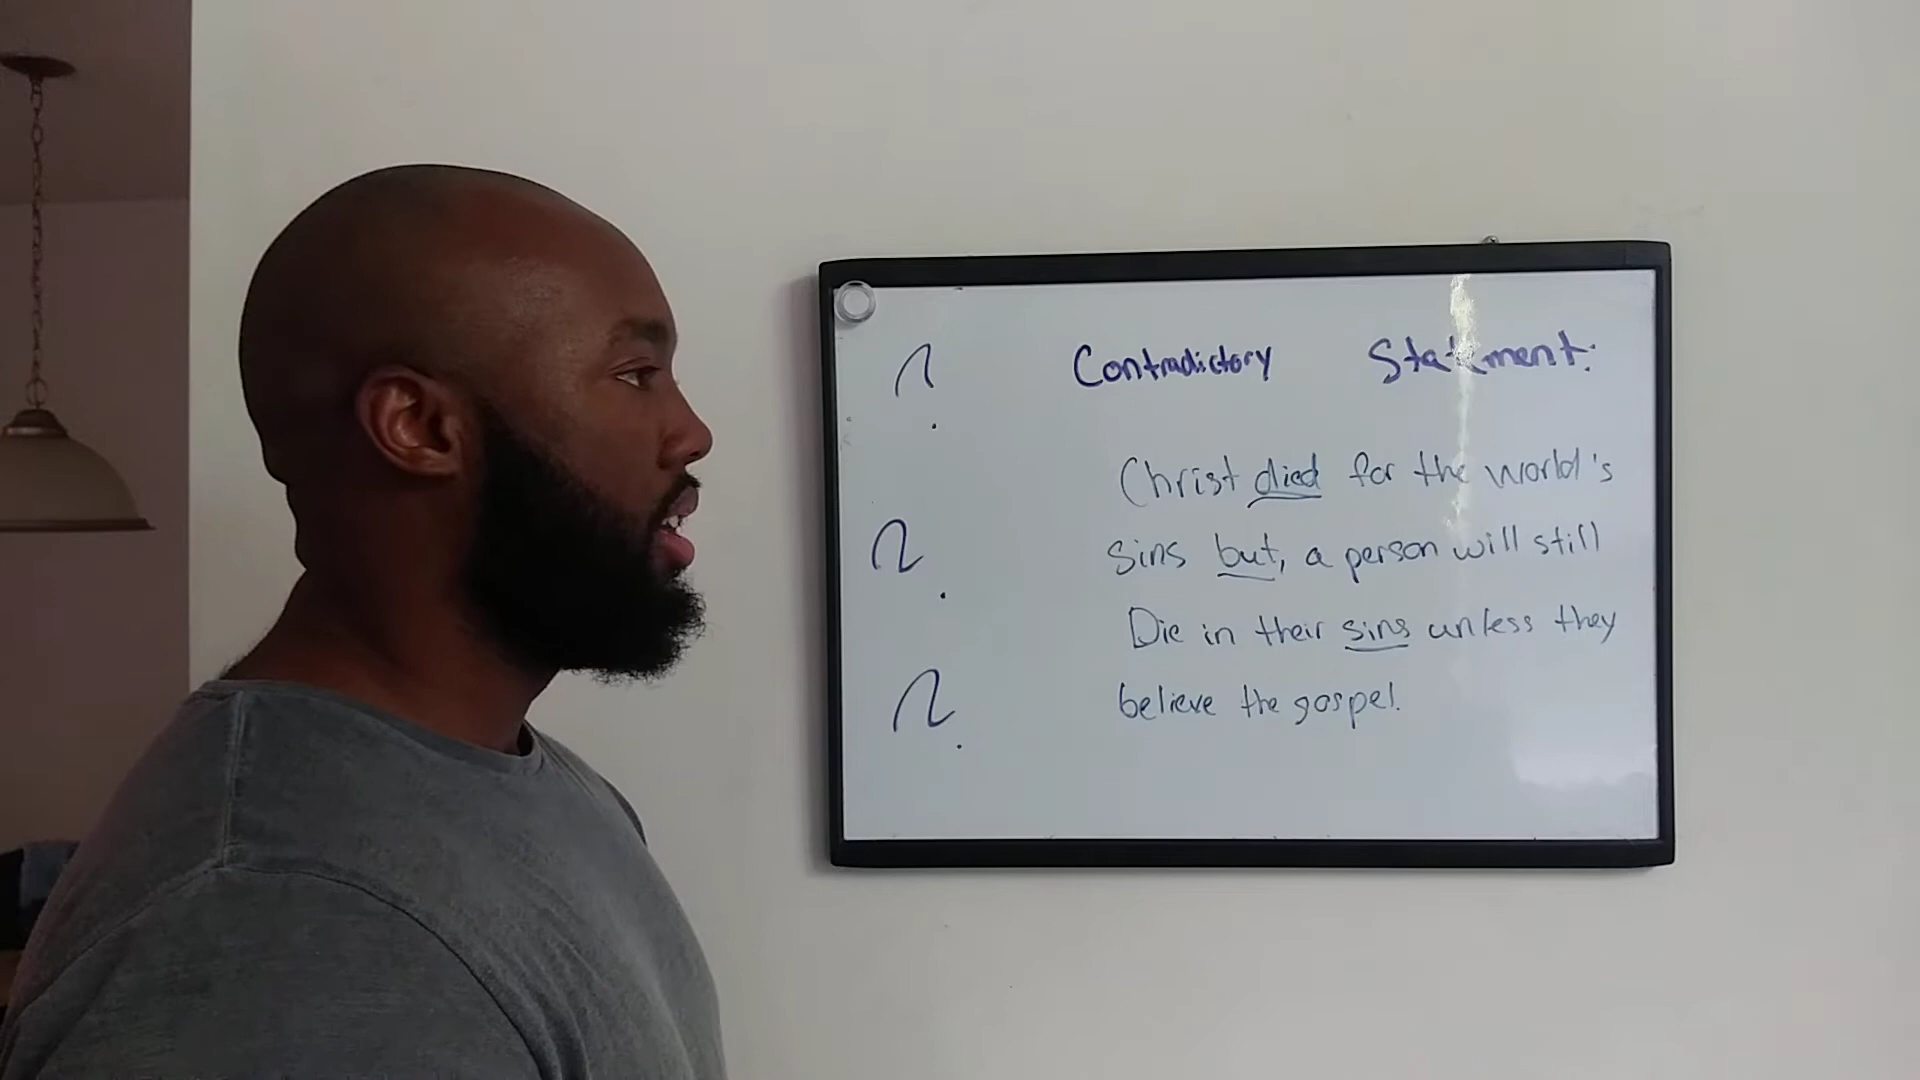 ? Contradictory Statement:
Christ died for the world's
? sins but, a person will still
Die in their sins unless they
? believe the gospel.